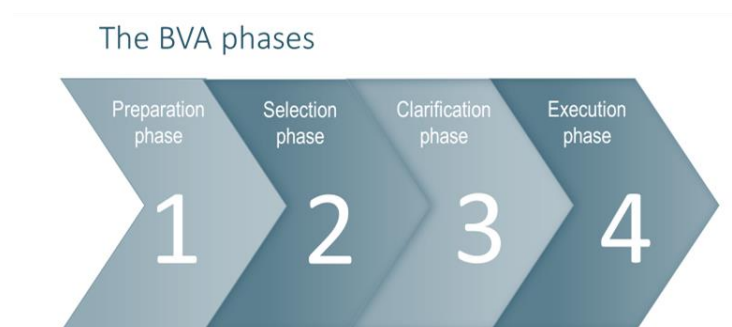 The BVA phases
Preparation
phase
Selection
phase
Clarification
phase
Execution
phase
1
2
3
4